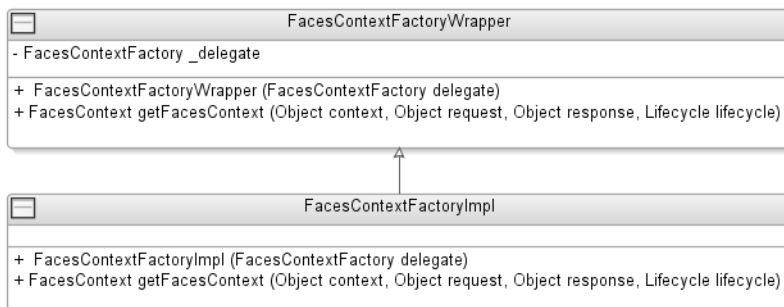 FacesContextFactoryWrapper
- FacesContextFactory _delegate
+ FacesContextFactoryWrapper (FacesContextFactory delegate)
+ FacesContext getFacesContext (Object context, Object request, Object response, Lifecycle lifecycle)
FacesContextFactoryImpl
+ FacesContextFactoryImpl (FacesContextFactory delegate)
+ FacesContext getFacesContext (Object context, Object request, Object response, Lifecycle lifecycle)